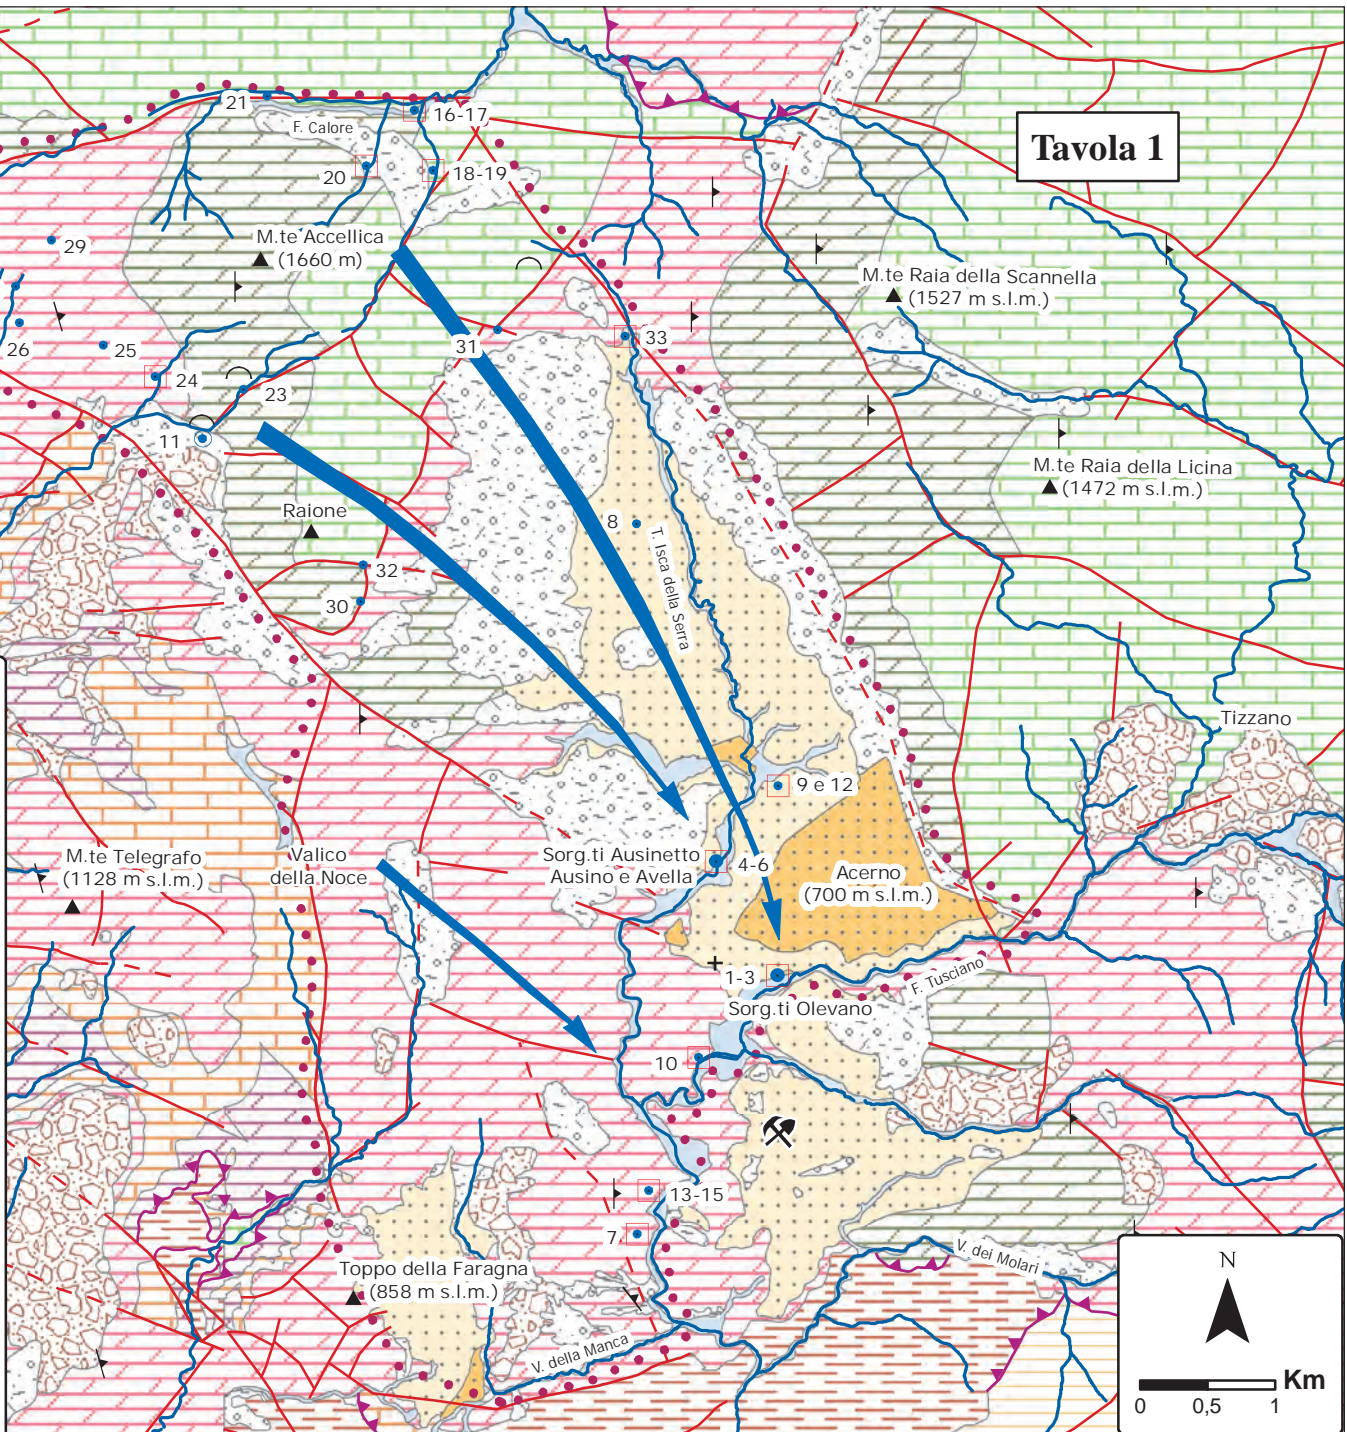 21
16-17
F. Calore
Tavola 1
20
18-19
M.te Accellica
(1660 m)
29
M.te Raia della Scannella
(1527 m s.l.m.)
26
25
31
33
24
23
11
M.te Raia della Licina
(1472 m s.l.m.)
Raione
8
T. Isca della Serra
32
30
Tizzano
9 e 12
M.te Telegrafo
(1128 m s.l.m.)
Valico
della Noce
Sorg.ti Ausinetto
Ausino e Avella
4-6
Acerno
(700 m s.l.m.)
1-3
F. Tusciano
Sorg.ti Olevano
10
13-15
7
V. dei Molari
Toppo della Faragna
(858 m s.l.m.)
V. della Manca
N
Km
0 0,5 1